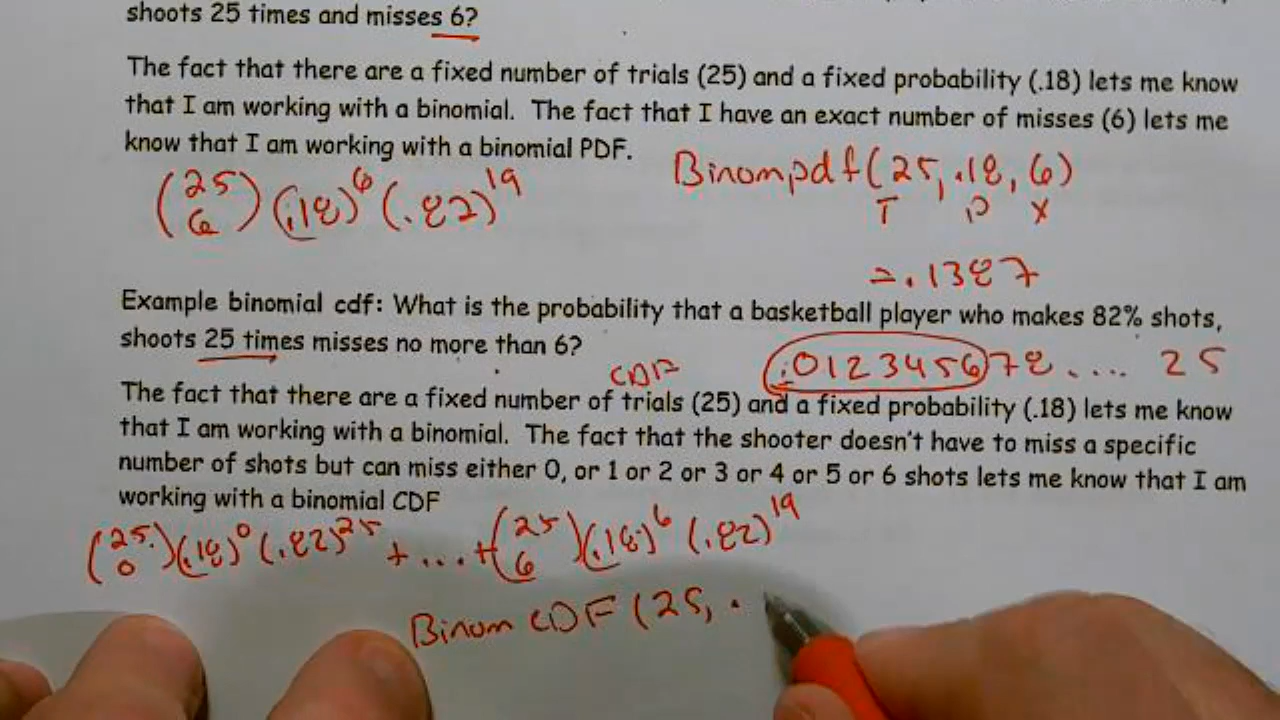 shoots 25 times and misses 6?
The fact that there are a fixed number of trials (25) and a fixed probability (.18) lets me know
that I am working with a binomial. The fact that I have an exact number of misses (6) lets me
know that I am working with a binomial PDF.
(25 6) (.18)^6 (.82)^19
Binompdf(25, .18, 6)
T P X
= .1387
Example binomial cdf: What is the probability that a basketball player who makes 82% shots,
shoots 25 times misses no more than 6?
CDF
0 1 2 3 4 5 6 7 8 .... 25
The fact that there are a fixed number of trials (25) and a fixed probability (.18) lets me know
that I am working with a binomial. The fact that the shooter doesn't have to miss a specific
number of shots but can miss either 0, or 1 or 2 or 3 or 4 or 5 or 6 shots lets me know that I am
working with a binomial CDF
(25 0) (.18)^0 (.82)^25 + ... + (25 6) (.18)^6 (.82)^19
Binom CDF (25, .